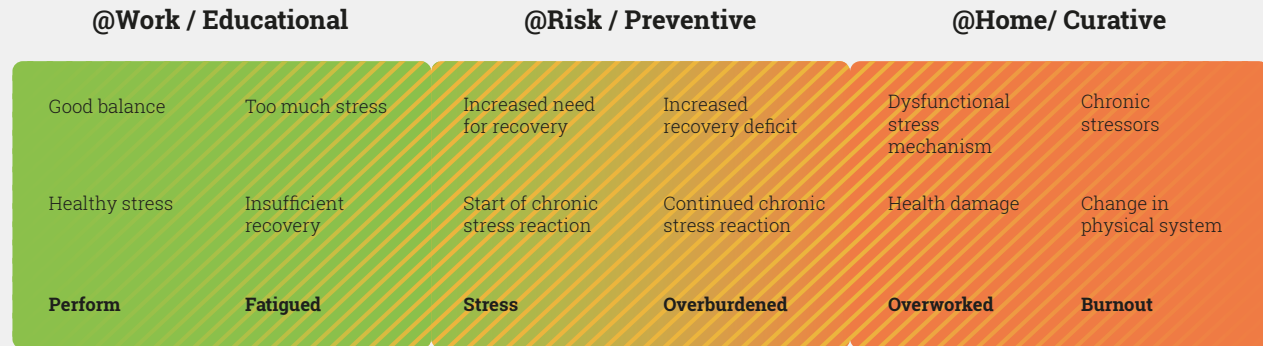 @Work / Educational
@Risk / Preventive
@Home/ Curative
Good balance
Too much stress
Increased need
for recovery
Increased
recovery deficit
Dysfunctional
stress
mechanism
Chronic
stressors
Healthy stress
Insufficient
recovery
Start of chronic
stress reaction
Continued chronic
stress reaction
Health damage
Change in
physical system
Perform
Fatigued
Stress
Overburdened
Overworked
Burnout